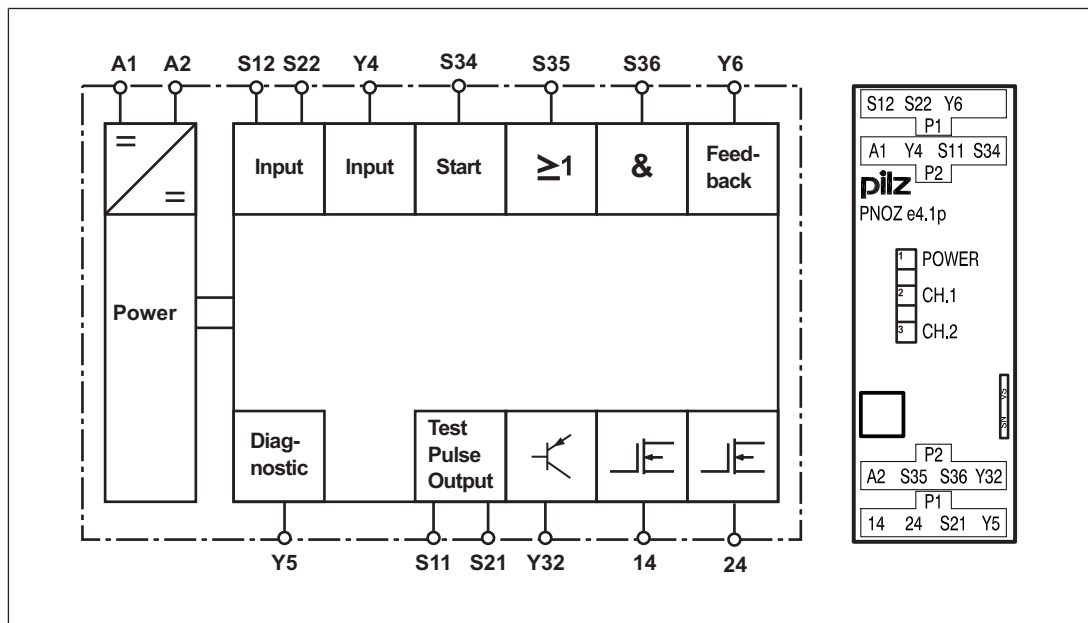 A1 A2 S12 S22 Y4 S34 S35 S36 Y6
= =
Input Input Start ≥1 & Feed-
back
Power
Diag-
nostic
Test
Pulse
Output
Y5 S11 S21 Y32 14 24
S12 S22 Y6
P1
A1 Y4 S11 S34
P2
pilz
PNOZ e4.1p
1 POWER
2 CH.1
3 CH.2
S/N VS
P2
A2 S35 S36 Y32
P1
14 24 S21 Y5